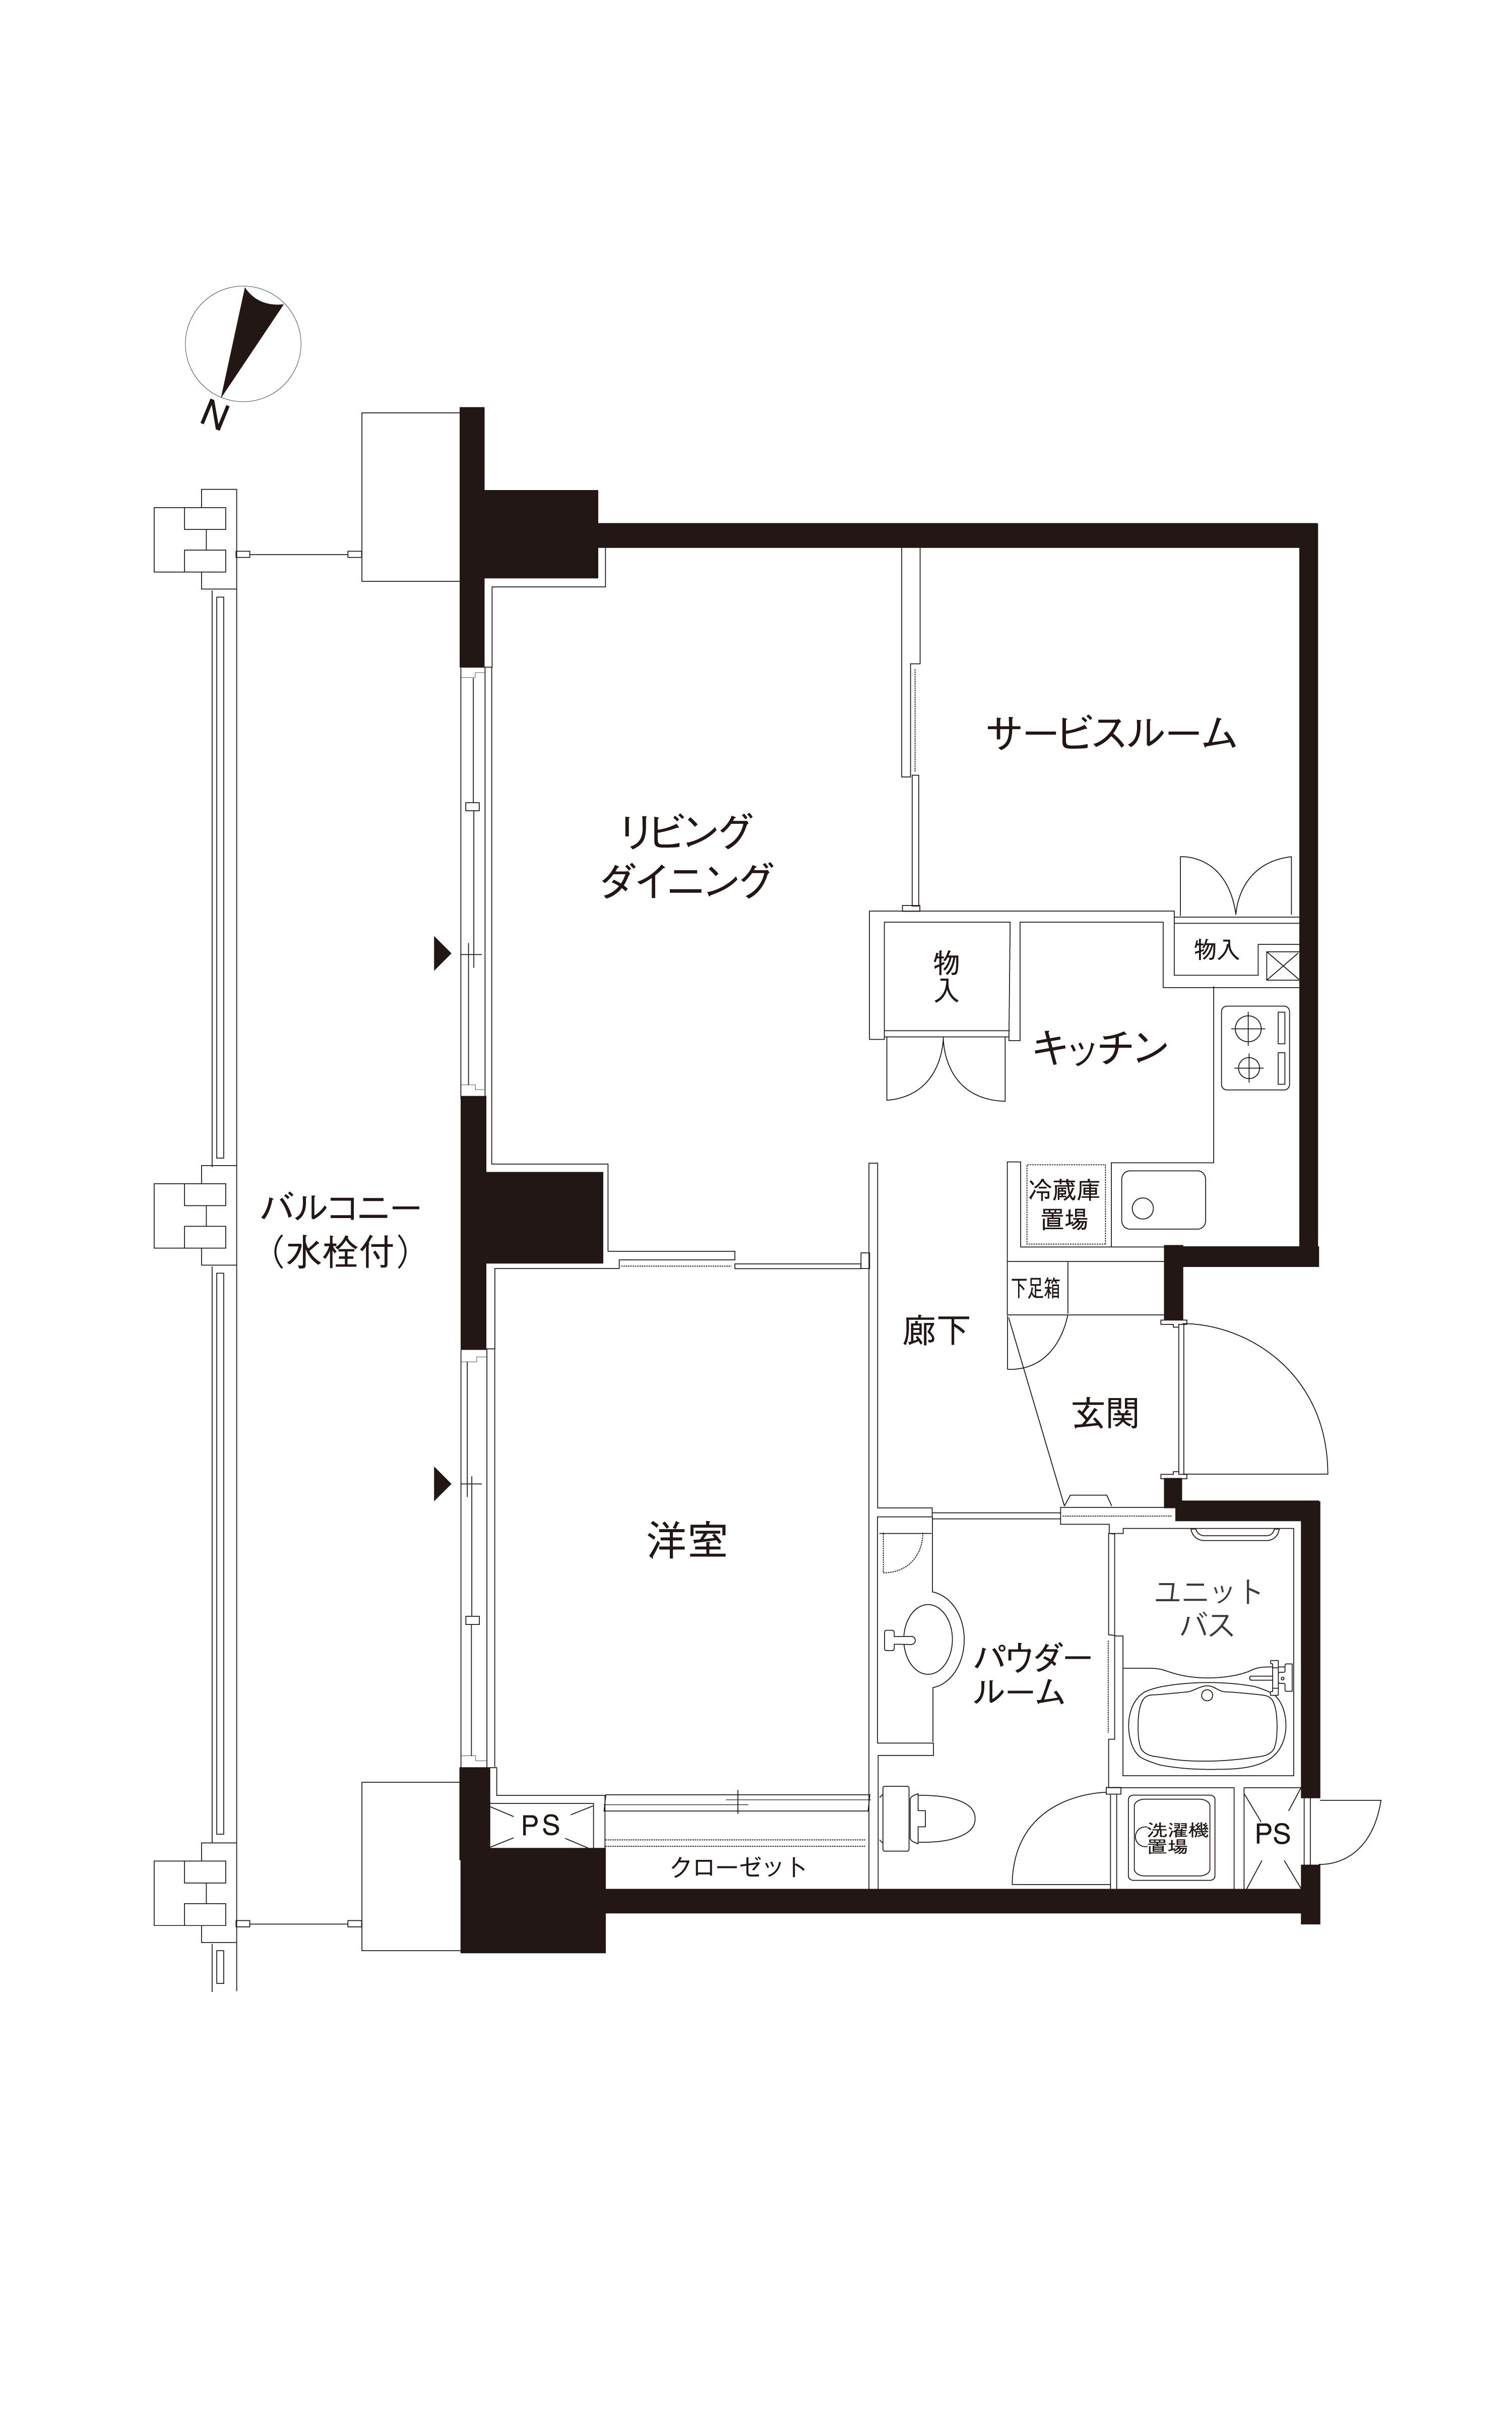 N
サービスルーム
リビング
ダイニング
物入
物
入
キッチン
冷蔵庫
置場
バルコニー
（水栓付）
下足箱
廊下
玄関
洋室
ユニット
バス
パウダー
ルーム
PS
洗濯機
置場
PS
クローゼット